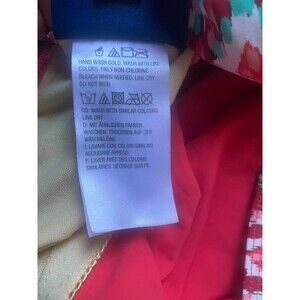 HAND WASH COLD. WASH WITH LIKE
COLORS. ONLY NON-CHLORINE
BLEACH WHEN NEEDED. LINE DRY.
DO NOT IRON
GB: WASH WITH SIMILAR COLOURS.
LINE DRY
D: MIT ÄHNLICHEN FARBEN
WASCHEN. TROCKNEN AUF DER
WÄSCHELEINE.
I: LAVARE CON COLORI SIMILARI.
ASCIUGARE APPESO.
F: LAVER AVEC DES COLORIS
SIMILAIRES. SÉCHAGE SUR FIL.